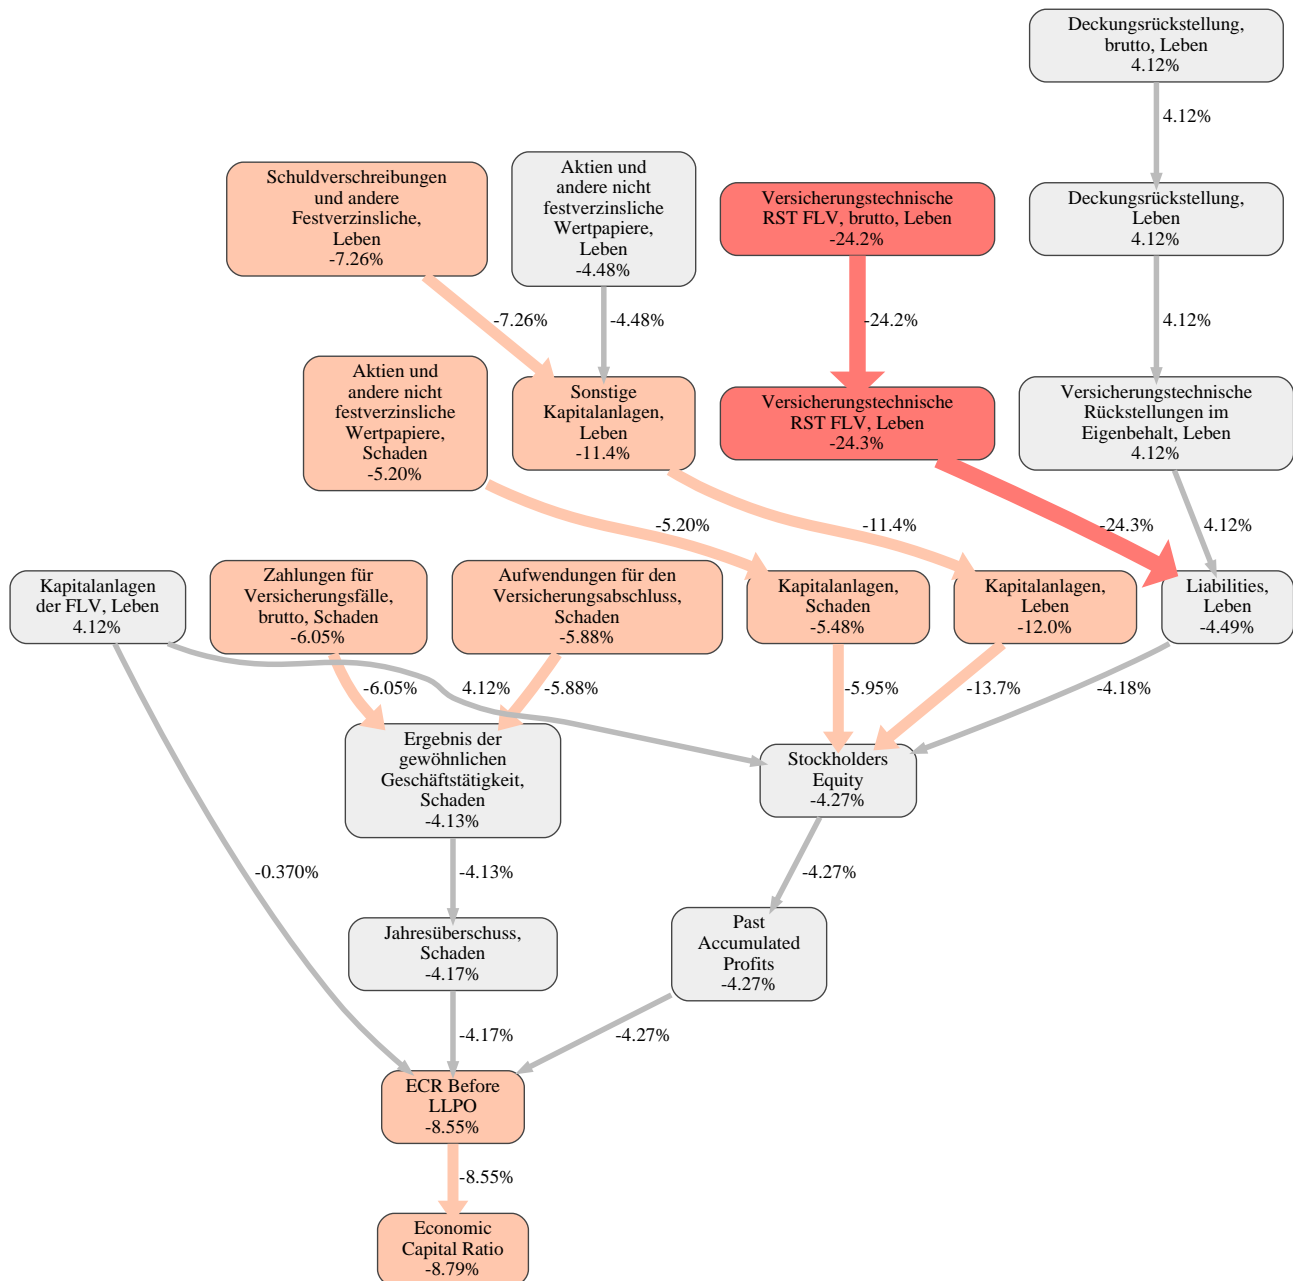 Deckungsrückstellung,
brutto, Leben
4.12%
4.12%
Schuldverschreibungen
und andere
Festverzinsliche,
Leben
-7.26%
Aktien und
andere nicht
festverzinsliche
Wertpapiere,
Leben
-4.48%
Versicherungstechnische
RST FLV, brutto, Leben
-24.2%
Deckungsrückstellung,
Leben
4.12%
-7.26%
-4.48%
-24.2%
4.12%
Aktien und
andere nicht
festverzinsliche
Wertpapiere,
Schaden
-5.20%
Sonstige
Kapitalanlagen,
Leben
-11.4%
Versicherungstechnische
RST FLV, Leben
-24.3%
Versicherungstechnische
Rückstellungen im
Eigenbehalt, Leben
4.12%
-5.20%
-11.4%
-24.3%
4.12%
Kapitalanlagen
der FLV, Leben
4.12%
Zahlungen für
Versicherungsfälle,
brutto, Schaden
-6.05%
Aufwendungen für den
Versicherungsabschluss,
Schaden
-5.88%
Kapitalanlagen,
Schaden
-5.48%
Kapitalanlagen,
Leben
-12.0%
Liabilities,
Leben
-4.49%
-6.05%
4.12%
-5.88%
-5.95%
-13.7%
-4.18%
Ergebnis der
gewöhnlichen
Geschäftstätigkeit,
Schaden
-4.13%
Stockholders
Equity
-4.27%
-0.370%
-4.13%
-4.27%
Jahresüberschuss,
Schaden
-4.17%
Past
Accumulated
Profits
-4.27%
-4.17%
-4.27%
ECR Before
LLPO
-8.55%
-8.55%
Economic
Capital Ratio
-8.79%